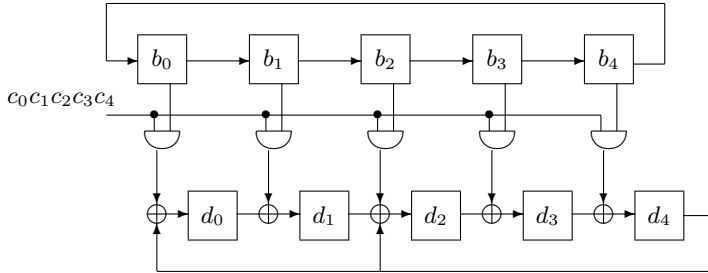 b₀ b₁ b₂ b₃ b₄
c₀c₁c₂c₃c₄
d₀ d₁ d₂ d₃ d₄